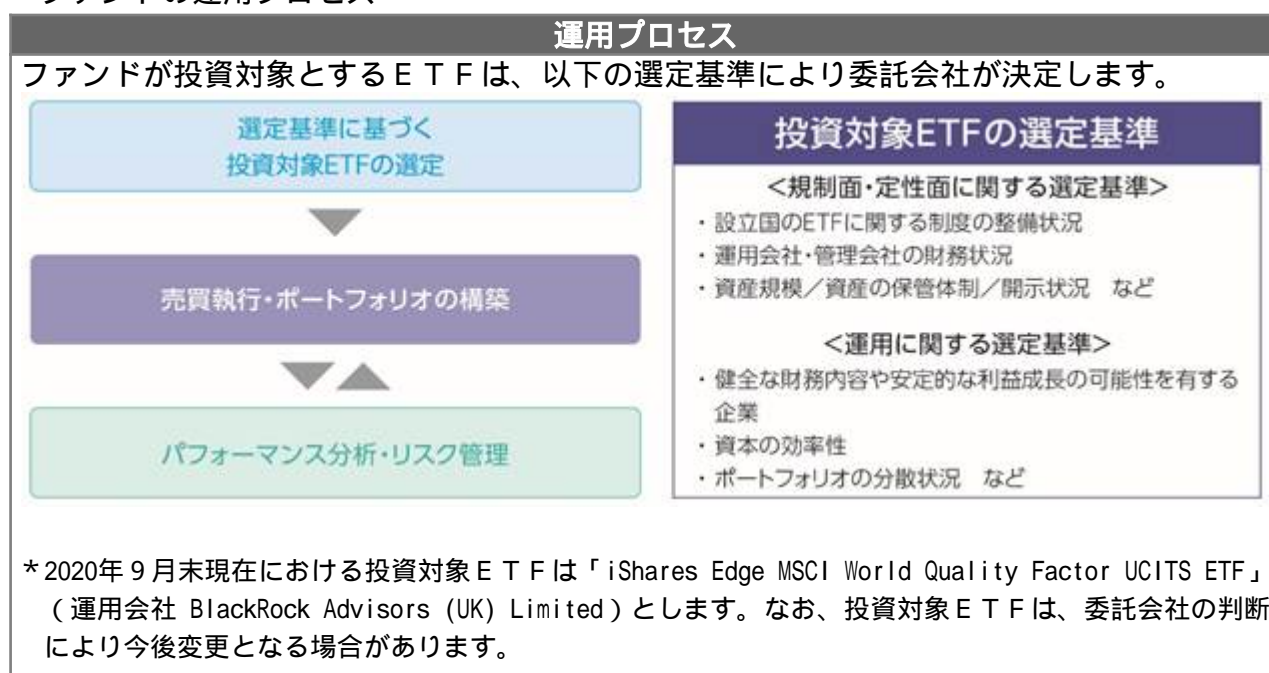 ファンドの運用プロセス
運用プロセス
ファンドが投資対象とするＥＴＦは、以下の選定基準により委託会社が決定します。
選定基準に基づく
投資対象ETFの選定
売買執行・ポートフォリオの構築
パフォーマンス分析・リスク管理
投資対象ETFの選定基準
＜規制面・定性面に関する選定基準＞
・設立国のETFに関する制度の整備状況
・運用会社・管理会社の財務状況
・資産規模／資産の保管体制／開示状況　など
＜運用に関する選定基準＞
・健全な財務内容や安定的な利益成長の可能性を有する
企業
・資本の効率性
・ポートフォリオの分散状況　など
＊2020年９月末現在における投資対象ＥＴＦは「iShares Edge MSCI World Quality Factor UCITS ETF」
（運用会社 BlackRock Advisors (UK) Limited）とします。なお、投資対象ＥＴＦは、委託会社の判断
により今後変更となる場合があります。